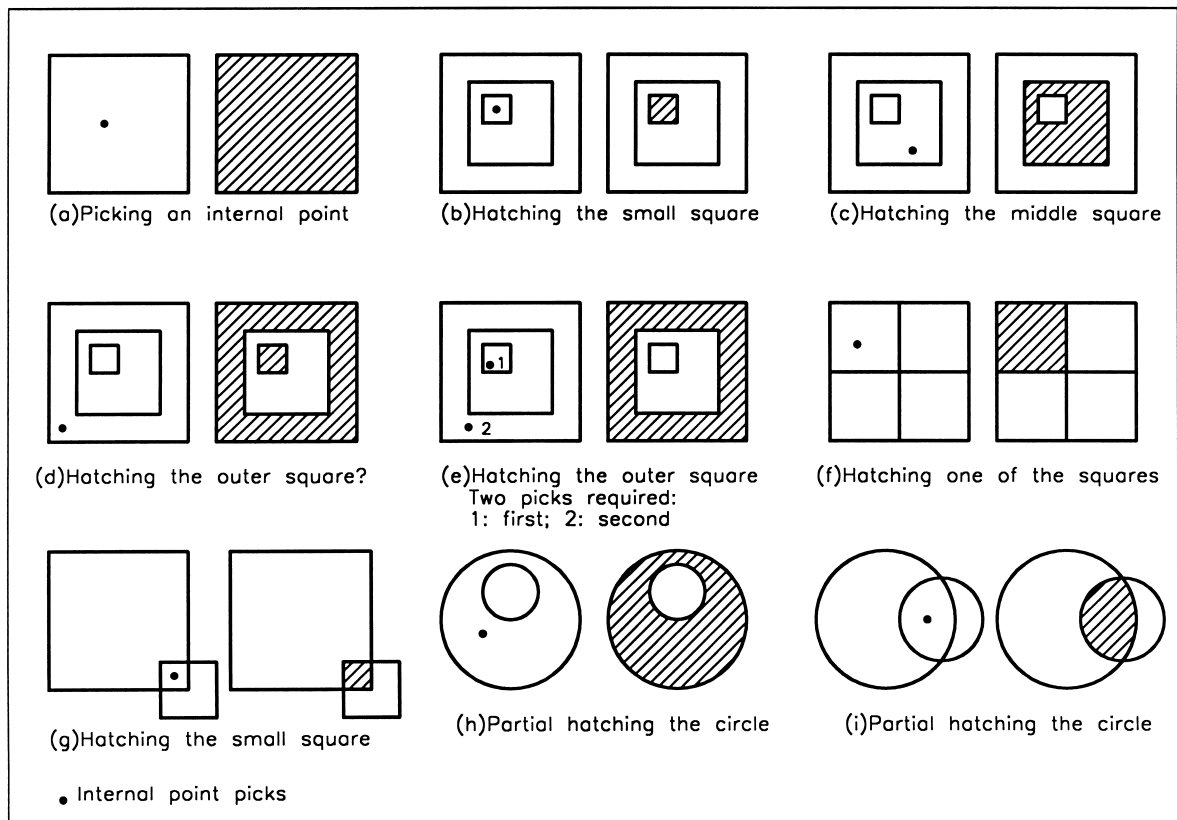 (a)Picking an internal point
(b)Hatching the small square
(c)Hatching the middle square
1
2
(d)Hatching the outer square?
(e)Hatching the outer square
Two picks required:
1: first; 2: second
(f)Hatching one of the squares
(g)Hatching the small square
(h)Partial hatching the circle
(i)Partial hatching the circle
Internal point picks